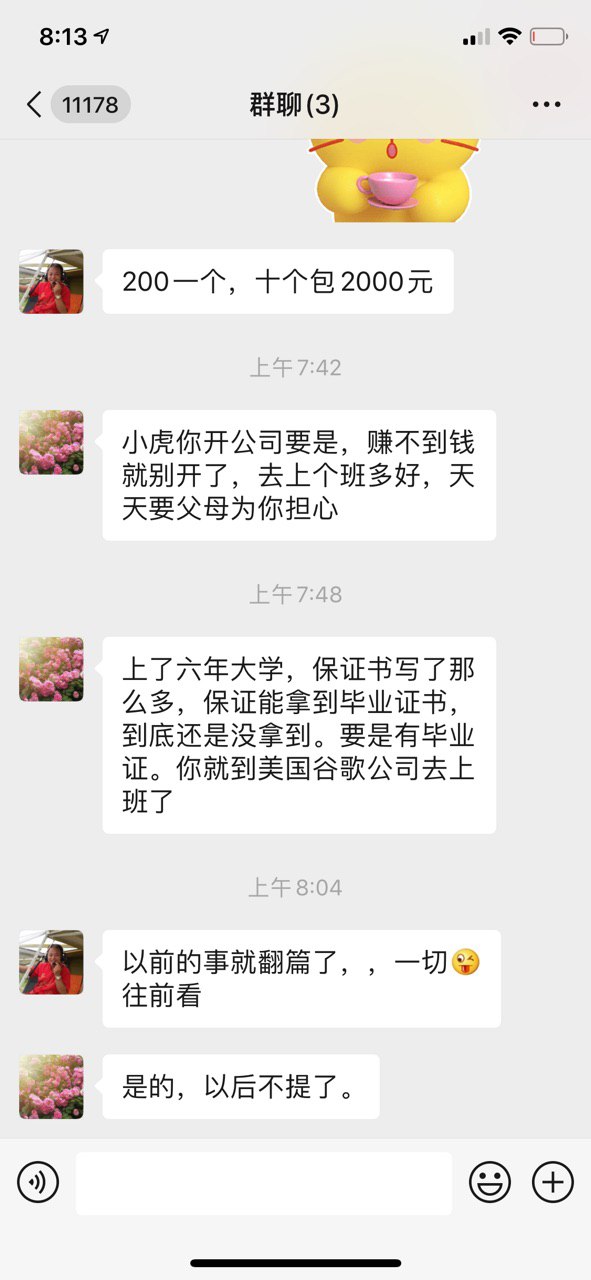 8:13
11178
群聊(3)
200一个，十个包2000元
上午7:42
小虎你开公司要是，赚不到钱
就别开了，去上个班多好，天
天要父母为你担心
上午7:48
上了六年大学，保证书写了那
么多，保证能拿到毕业证书，
到底还是没拿到。要是有毕业
证。你就到美国谷歌公司去上
班了
上午8:04
以前的事就翻篇了，，一切😜
往前看
是的，以后不提了。